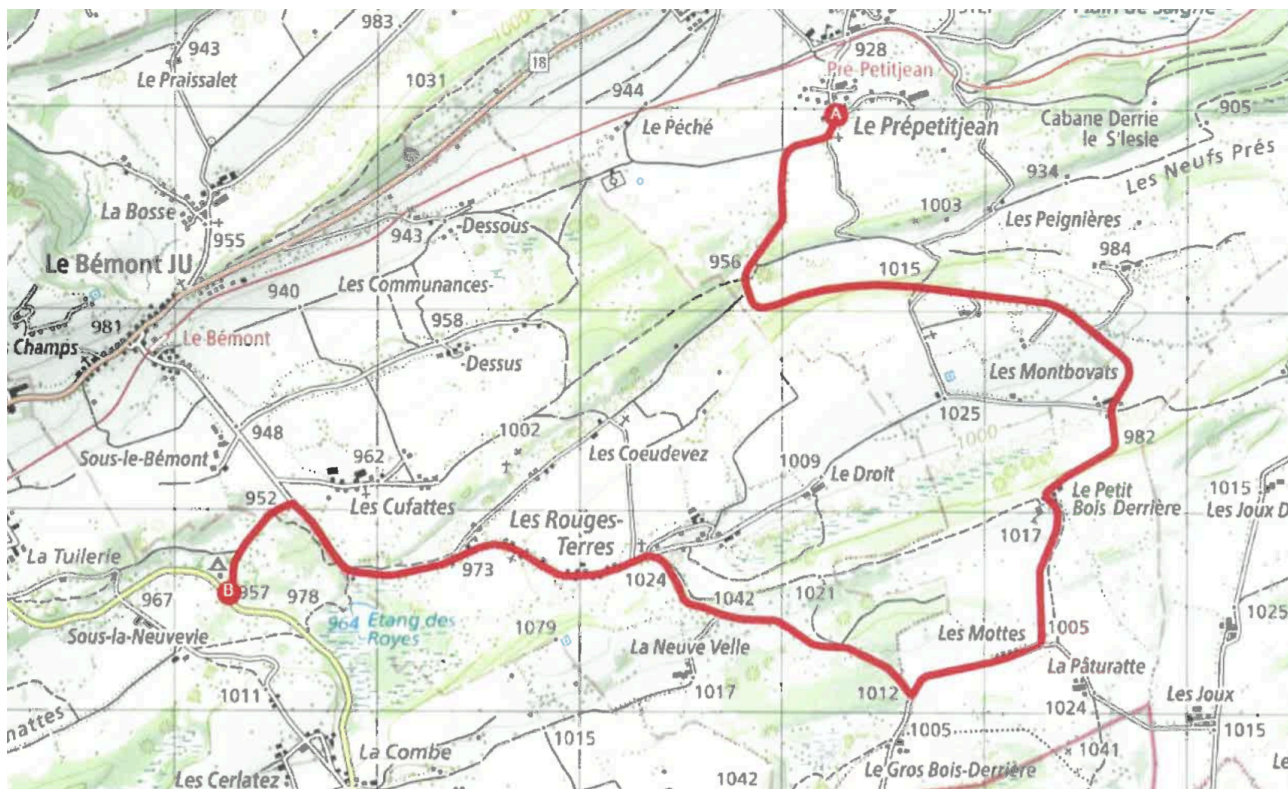 943
983
1000
1031
18
928
Pré-Petitjean
Le Praissalet
944
Le Péché
A
Le Prépetitjean
Cabane Derrie
le S'lesie
905
934
Les Neufs Prés
La Bosse
955
943
-Dessous
1003
Les Peignières
Le Bémont JU
940
Les Communances-
956
1015
984
981
Le Bémont
958
-Dessus
Champs
Les Montbovats
1025
948
1002
1000
982
Sous-le-Bémont
962
Les Coeudevez
1009
Le Droit
952
Les Cufattes
Les Rouges-
Terres
Le Petit
Bois Derrière
1017
1015
Les Joux D
La Tuilerie
973
1024
B
957
978
967
964
Etang des
Royes
1042
1021
1025
Sous-la-Neuvevle
1079
La Neuve Velle
Les Mottes
1005
La Pâturatte
1011
1017
1012
1024
Les Joux
mattes
La Combe
1015
1005
1041
1015
Les Cerlatez
1042
Le Gros Bois-Derrière
Le